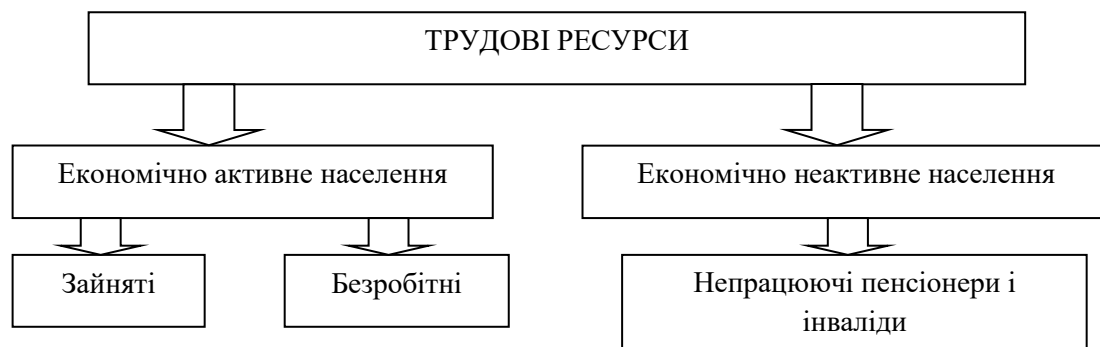 ТРУДОВІ РЕСУРСИ
Економічно активне населення
Економічно неактивне населення
Зайняті
Безробітні
Непрацюючі пенсіонери і
інваліди